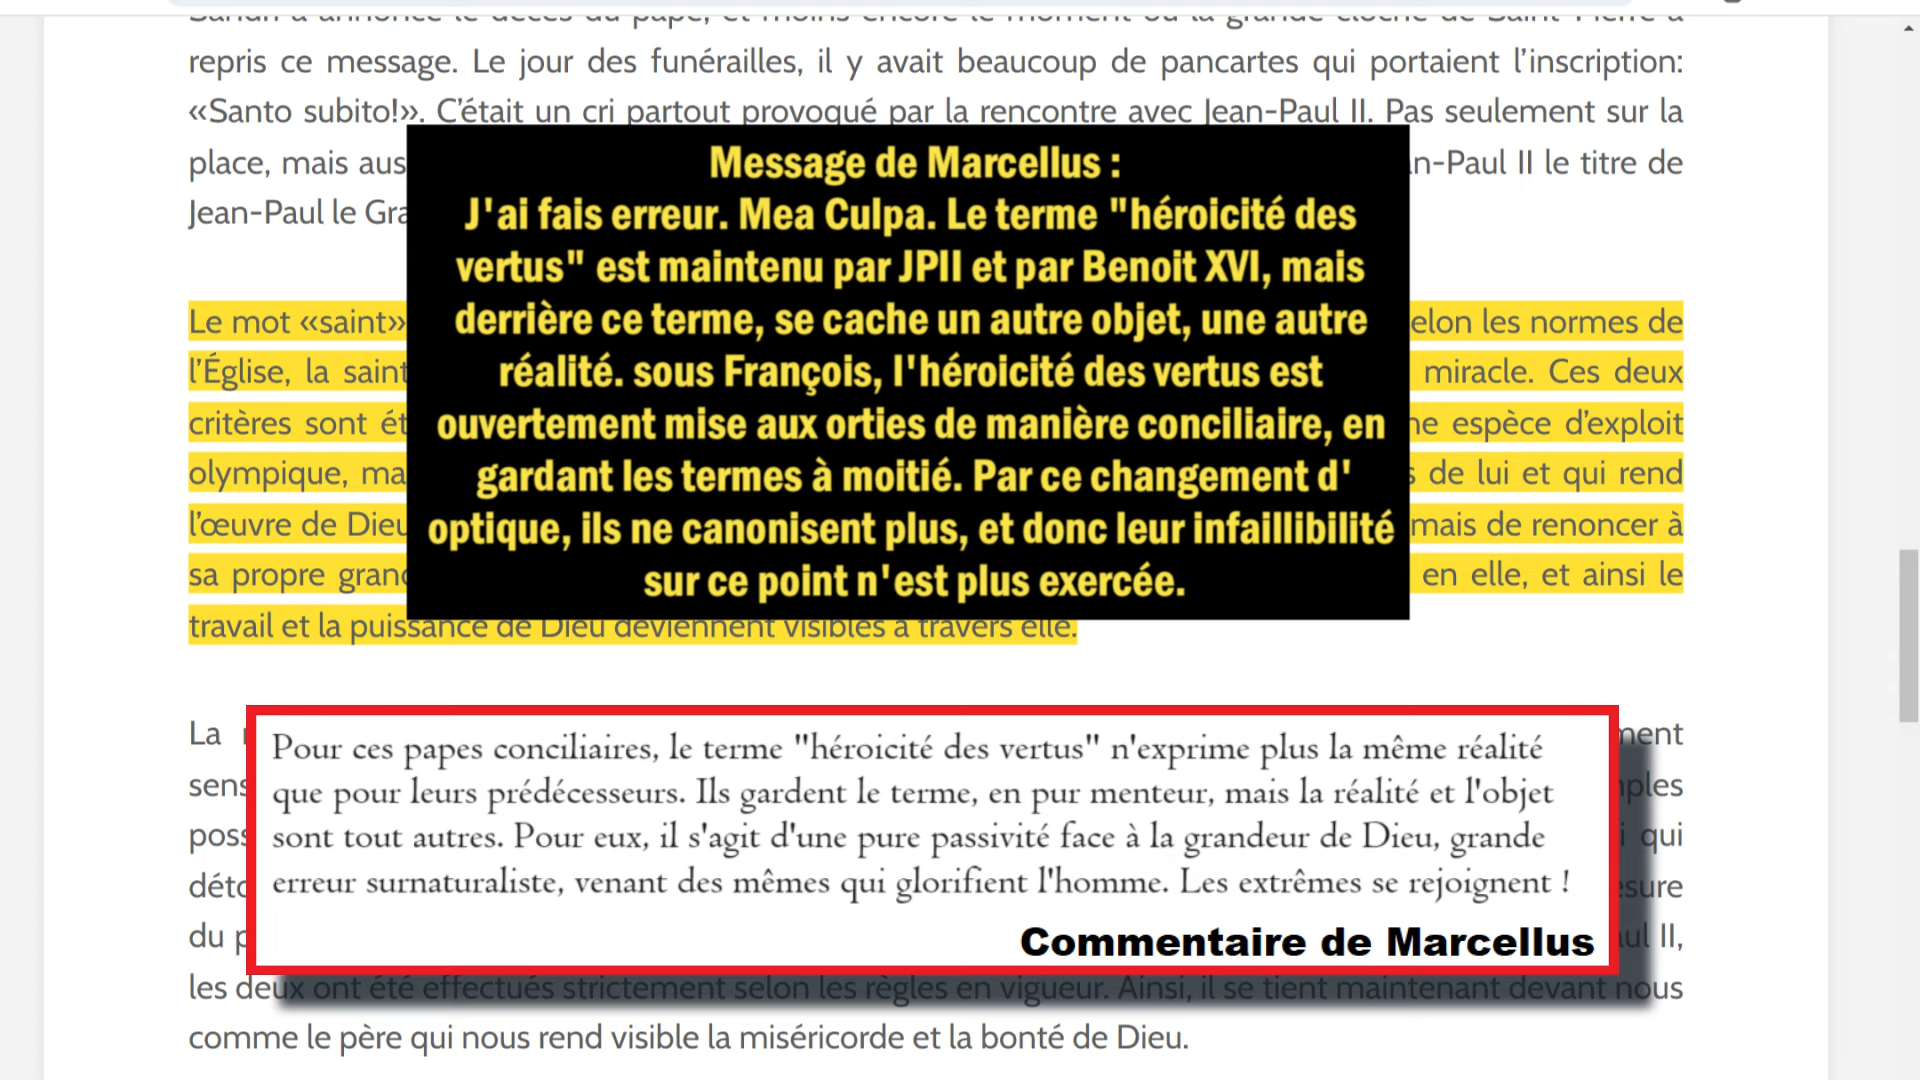 repris ce message. Le jour des funérailles, il y avait beaucoup de pancartes qui portaient l’inscription:
«Santo subito!». C’était un cri partout provoqué par la rencontre avec Jean-Paul II. Pas seulement sur la
place, mais aus
n-Paul II le titre de
Jean-Paul le Gra
Message de Marcellus :
J'ai fais erreur. Mea Culpa. Le terme "héroicité des
vertus" est maintenu par JPII et par Benoit XVI, mais
derrière ce terme, se cache un autre objet, une autre
réalité. sous François, l'héroicité des vertus est
ouvertement mise aux orties de manière conciliaire, en
gardant les termes à moitié. Par ce changement d'
optique, ils ne canonisent plus, et donc leur infaillibilité
sur ce point n'est plus exercée.
Le mot «saint»
elon les normes de
l’Église, la saint
miracle. Ces deux
critères sont ét
ne espèce d’exploit
olympique, ma
s de lui et qui rend
l’œuvre de Dieu
mais de renoncer à
sa propre grand
en elle, et ainsi le
travail et la puissance de Dieu deviennent visibles à travers elle.
La
ment
sens
mples
poss
qui
déto
esure
du p
aul II,
Pour ces papes conciliaires, le terme "héroicité des vertus" n'exprime plus la même réalité
que pour leurs prédécesseurs. Ils gardent le terme, en pur menteur, mais la réalité et l'objet
sont tout autres. Pour eux, il s'agit d'une pure passivité face à la grandeur de Dieu, grande
erreur surnaturaliste, venant des mêmes qui glorifient l'homme. Les extrêmes se rejoignent !
Commentaire de Marcellus
les deux ont été effectués strictement selon les règles en vigueur. Ainsi, il se tient maintenant devant nous
comme le père qui nous rend visible la miséricorde et la bonté de Dieu.